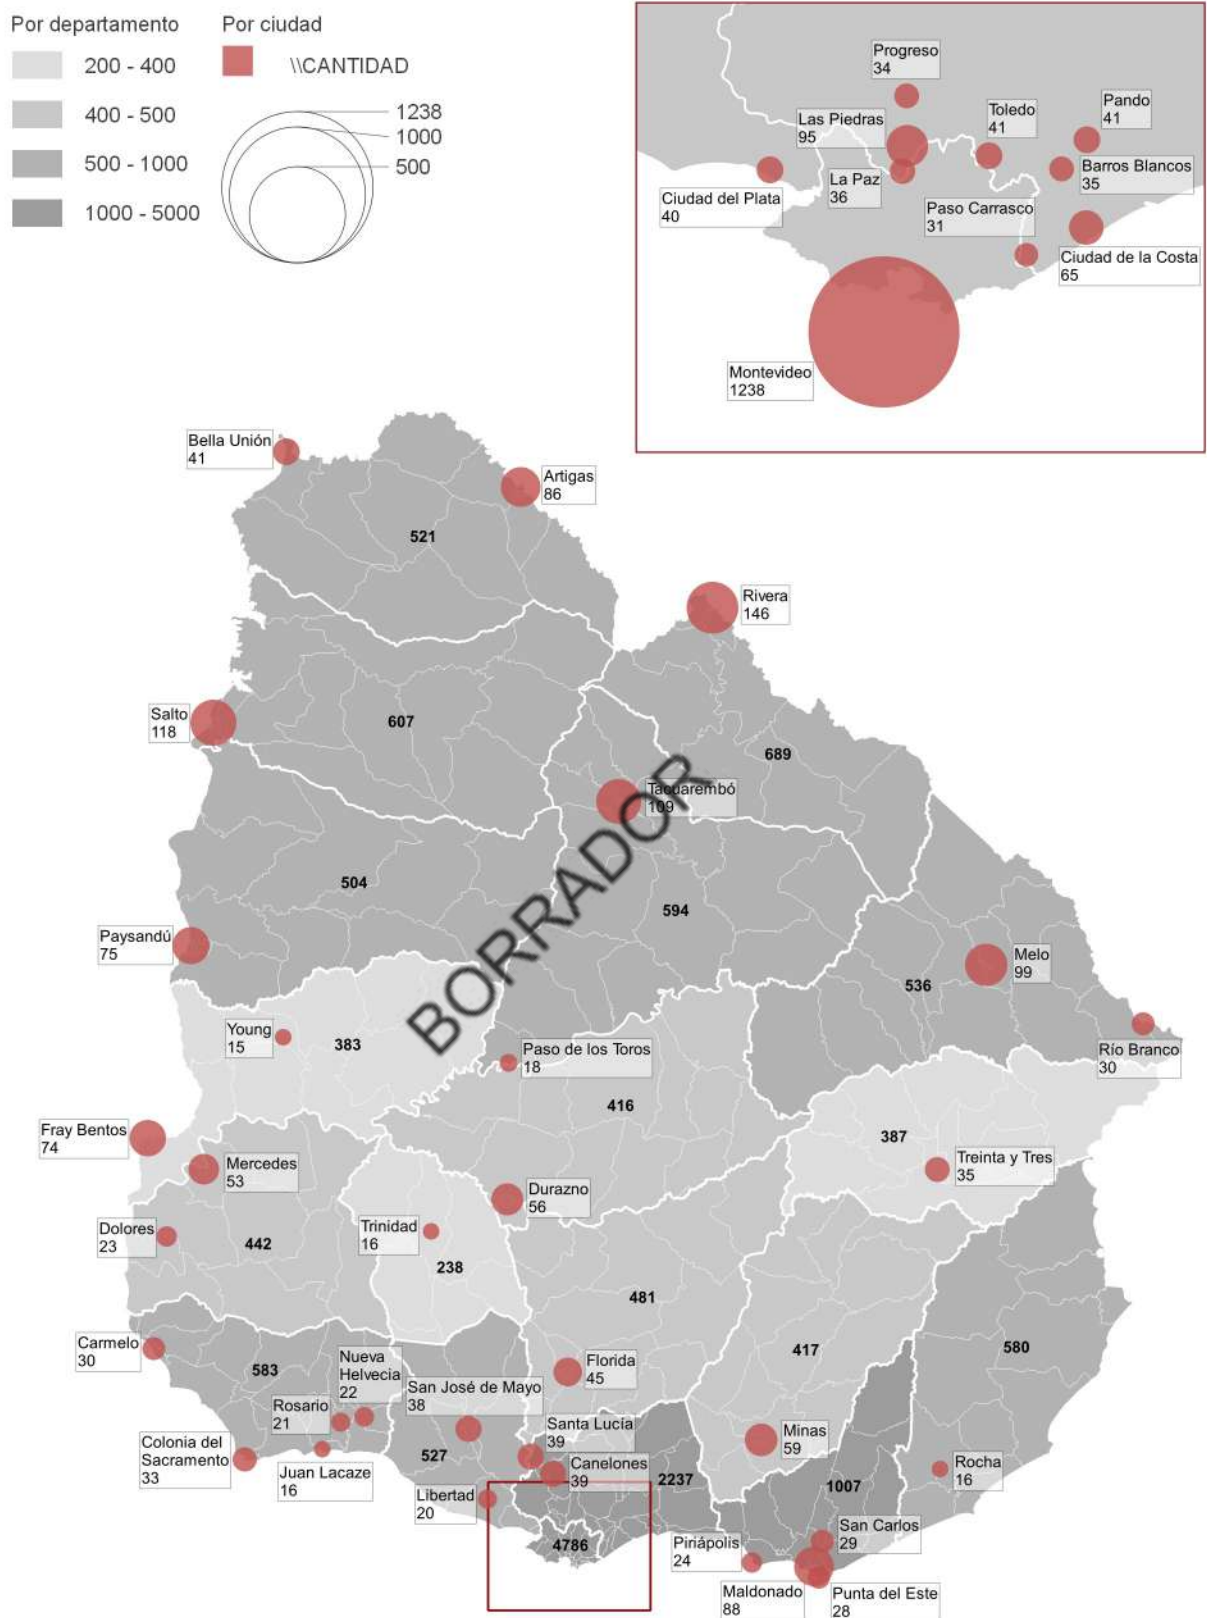 Por departamento
200 - 400
400 - 500
500 - 1000
1000 - 5000
Por ciudad
\\CANTIDAD
1238
1000
500
Progreso
34
Las Piedras
95
Toledo
41
Pando
41
Ciudad del Plata
40
La Paz
36
Barros Blancos
35
Paso Carrasco
31
Ciudad de la Costa
65
Montevideo
1238
Bella Unión
41
Artigas
86
521
Rivera
146
Salto
118
607
689
Tacuarembó
109
BORRADOR
504
594
Paysandú
75
Melo
99
536
Young
15
383
Paso de los Toros
18
Río Branco
30
416
Fray Bentos
74
387
Mercedes
53
Treinta y Tres
35
Durazno
56
Dolores
23
442
Trinidad
16
238
481
Carmelo
30
583
Nueva
Helvecia
22
417
580
Florida
45
San José de Mayo
38
Rosario
21
Santa Lucía
39
Minas
59
Colonia del
Sacramento
33
Juan Lacaze
16
527
Canelones
39
2237
Rocha
16
1007
Libertad
20
4786
San Carlos
29
Piriápolis
24
Maldonado
88
Punta del Este
28